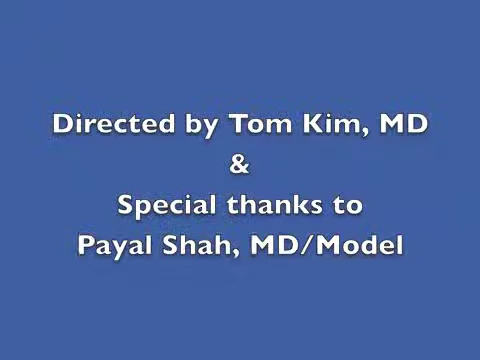 Directed by Tom Kim, MD
&
Special thanks to
Payal Shah, MD/Model